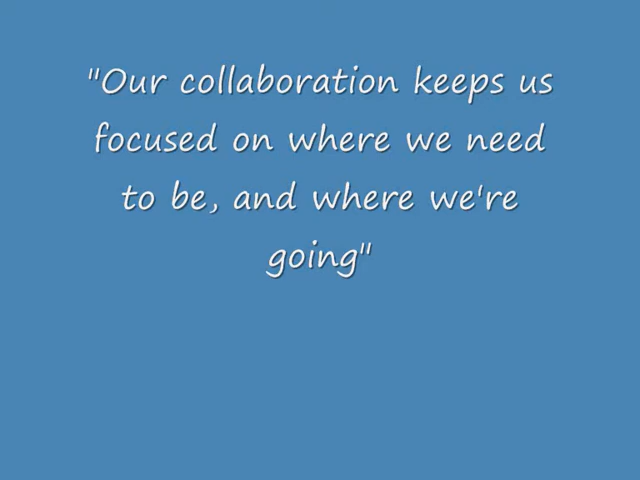 "Our collaboration keeps us
focused on where we need
to be, and where we're
going"